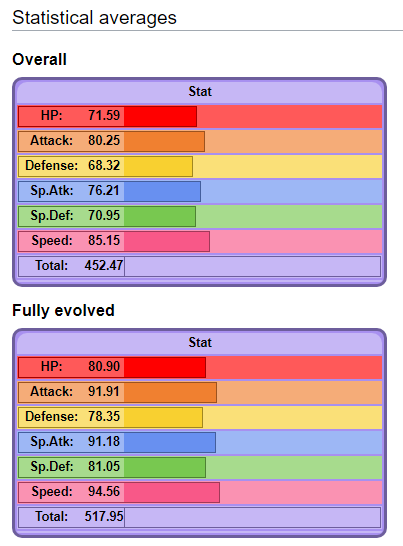 Statistical averages
Overall
Stat
HP: 71.59
Attack: 80.25
Defense: 68.32
Sp.Atk: 76.21
Sp.Def: 70.95
Speed: 85.15
Total: 452.47
Fully evolved
Stat
HP: 80.90
Attack: 91.91
Defense: 78.35
Sp.Atk: 91.18
Sp.Def: 81.05
Speed: 94.56
Total: 517.95